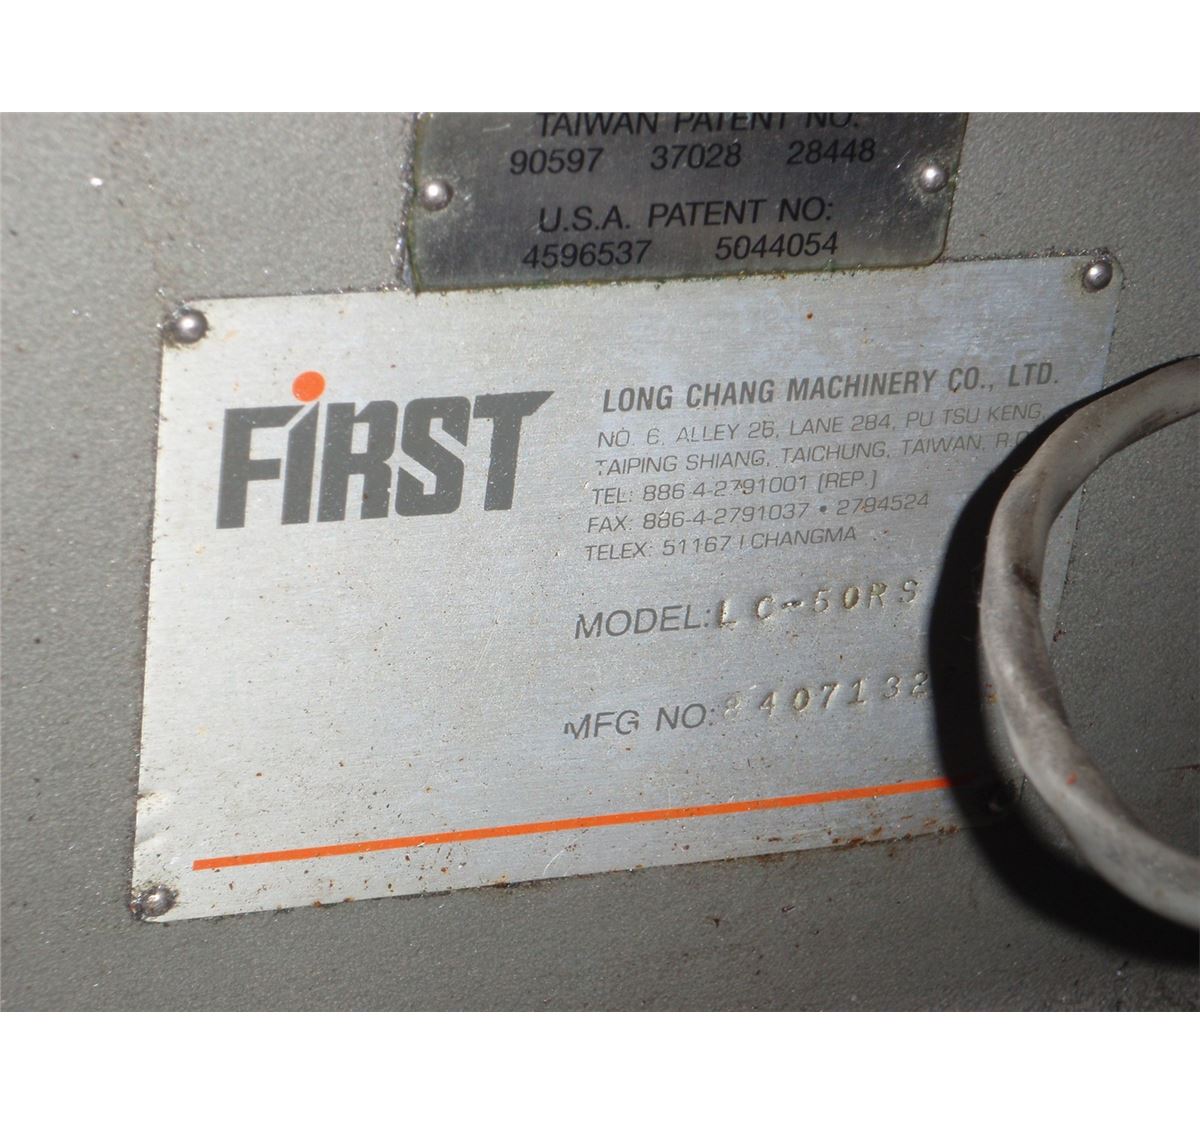 TAIWAN PATENT NO:
90597 37028 28448
U.S.A. PATENT NO:
4596537 5044054
FiRST
LONG CHANG MACHINERY CO., LTD.
NO. 6, ALLEY 26, LANE 284, PU TSU KENG,
TAIPING SHIANG, TAICHUNG, TAIWAN, R.O
TEL: 886-4-2791001 [REP.]
FAX: 886-4-2791037 • 2794524
TELEX: 51167 LCHANGMA
MODEL: LC-50RS
MFG NO: 8407132